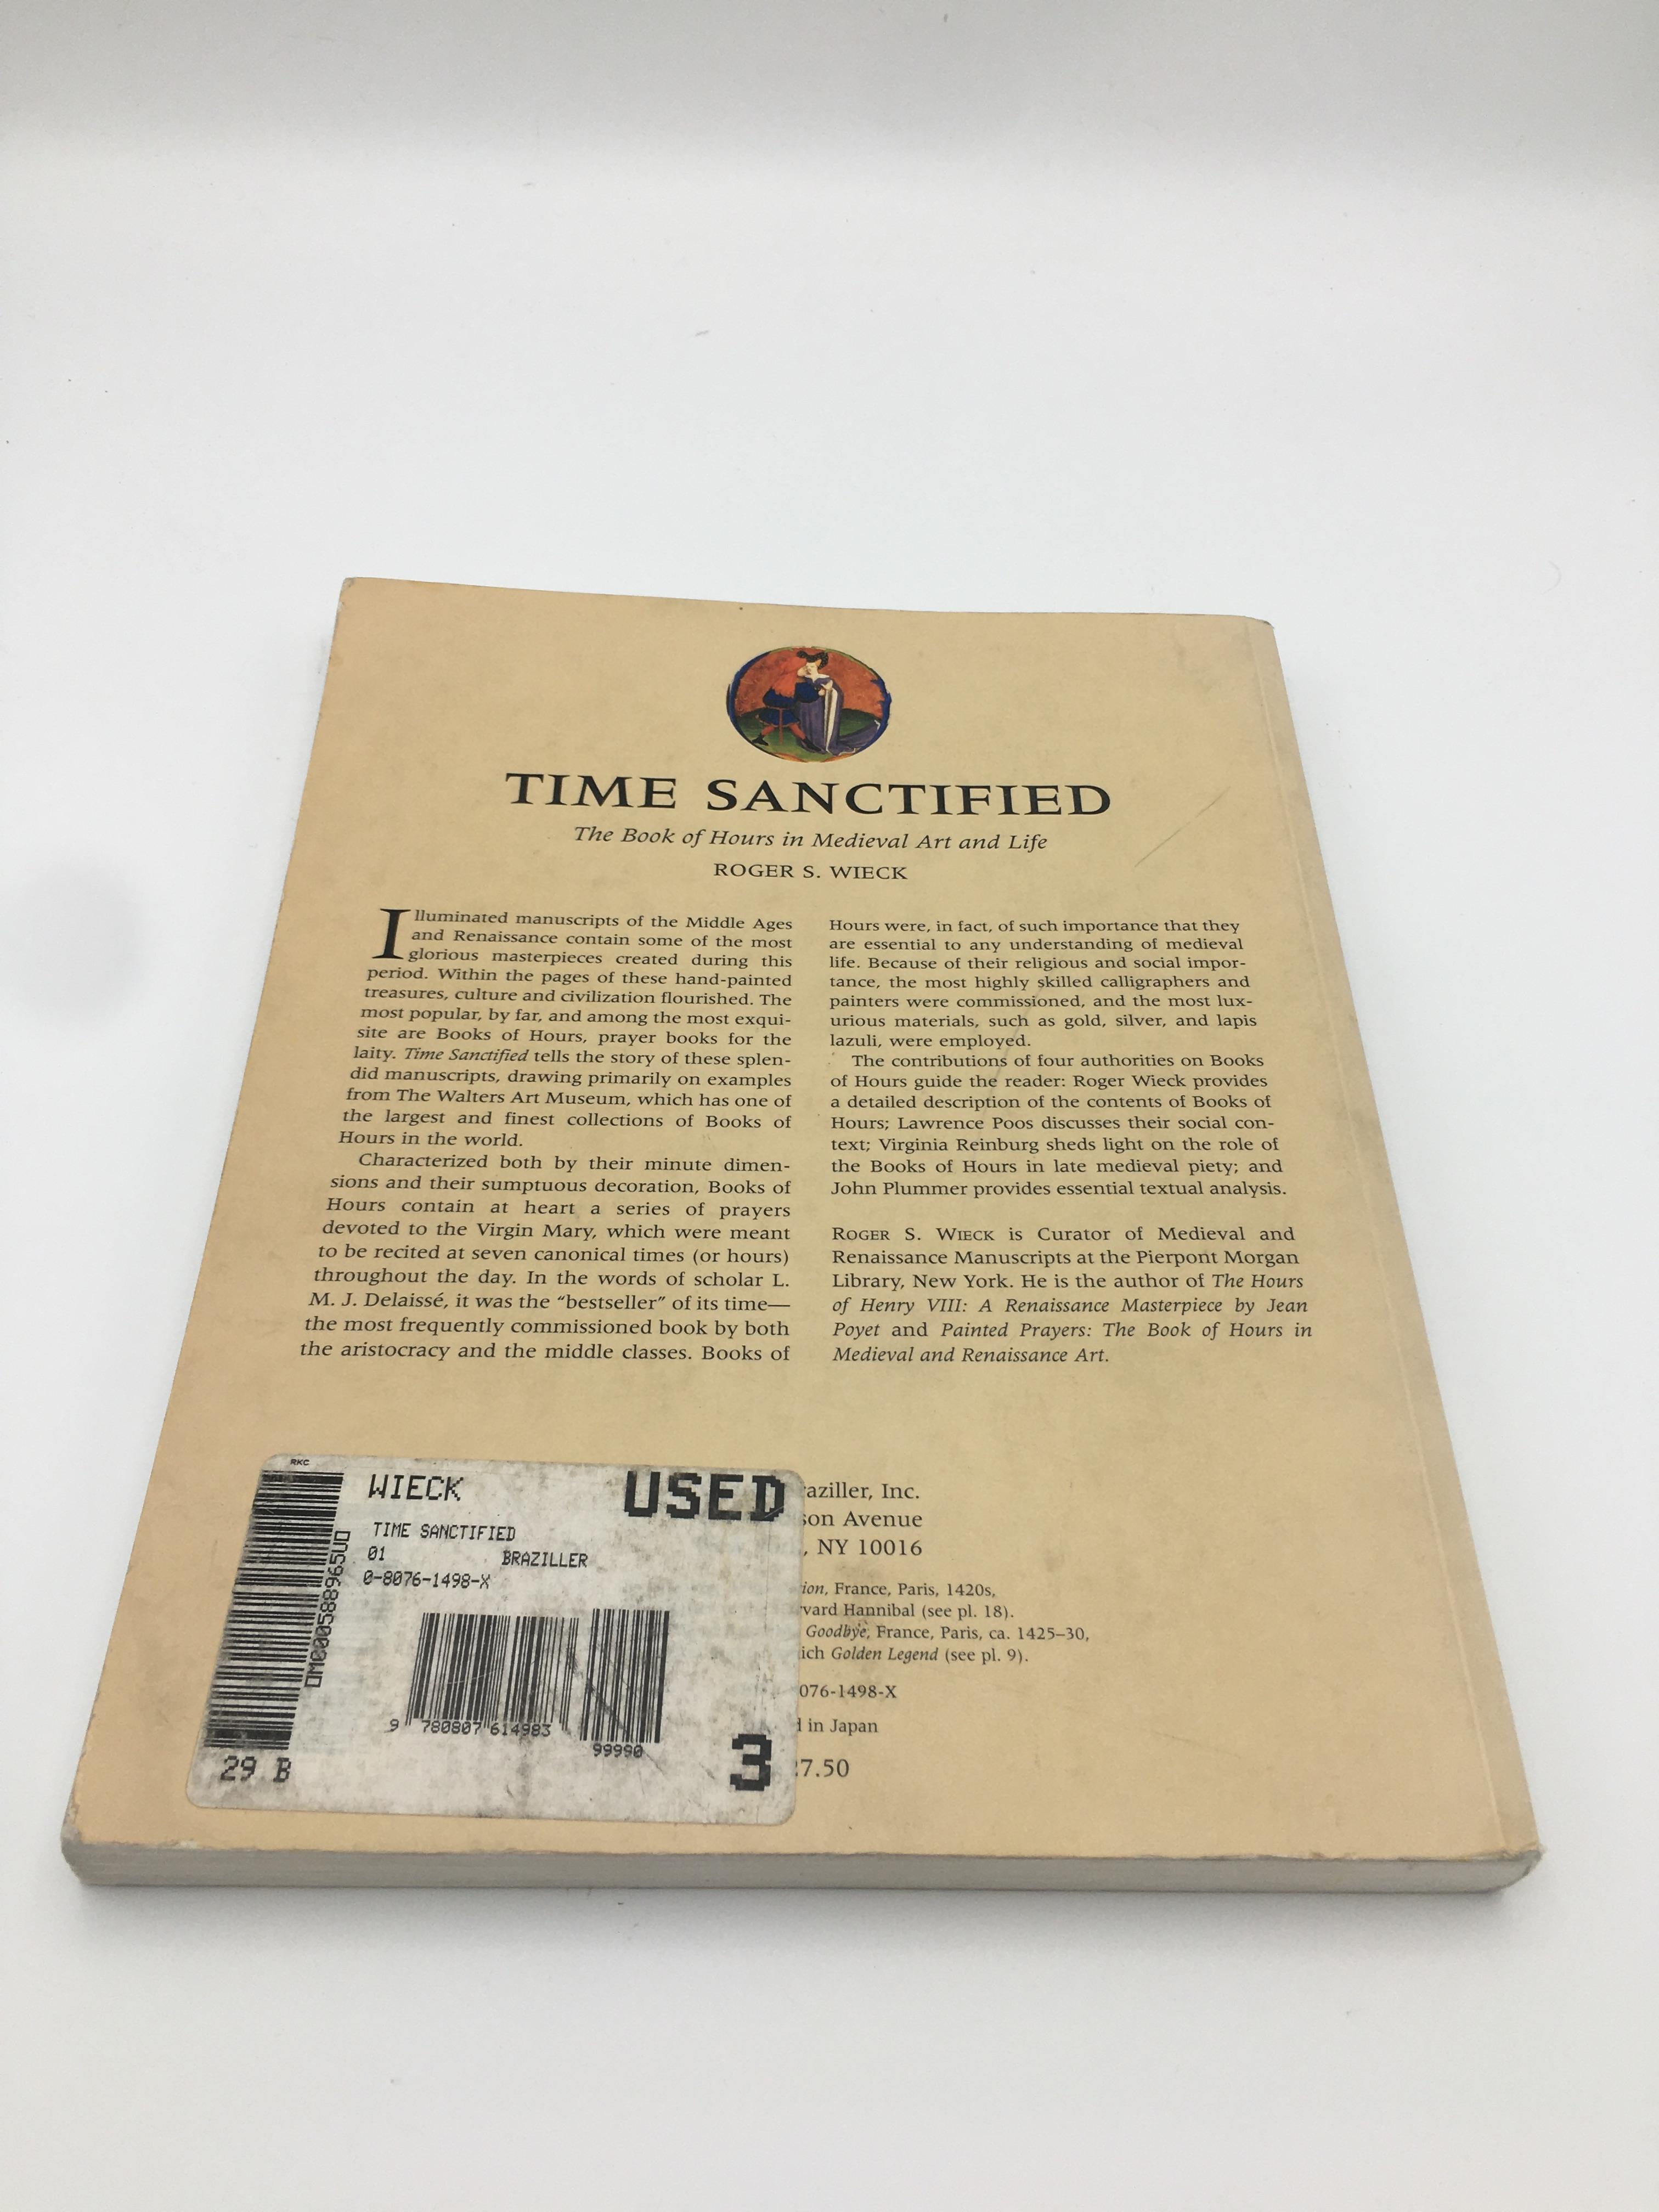 TIME SANCTIFIED
The Book of Hours in Medieval Art and Life
ROGER S. WIECK
Illuminated manuscripts of the Middle Ages
and Renaissance contain some of the most
glorious masterpieces created during this
period. Within the pages of these hand-painted
treasures, culture and civilization flourished. The
most popular, by far, and among the most exqui-
site are Books of Hours, prayer books for the
laity. Time Sanctified tells the story of these splen-
did manuscripts, drawing primarily on examples
from The Walters Art Museum, which has one of
the largest and finest collections of Books of
Hours in the world.
Characterized both by their minute dimen-
sions and their sumptuous decoration, Books of
Hours contain at heart a series of prayers
devoted to the Virgin Mary, which were meant
to be recited at seven canonical times (or hours)
throughout the day. In the words of scholar L.
M. J. Delaissé, it was the “bestseller” of its time—
the most frequently commissioned book by both
the aristocracy and the middle classes. Books of
Hours were, in fact, of such importance that they
are essential to any understanding of medieval
life. Because of their religious and social impor-
tance, the most highly skilled calligraphers and
painters were commissioned, and the most lux-
urious materials, such as gold, silver, and lapis
lazuli, were employed.
The contributions of four authorities on Books
of Hours guide the reader: Roger Wieck provides
a detailed description of the contents of Books of
Hours; Lawrence Poos discusses their social con-
text; Virginia Reinburg sheds light on the role of
the Books of Hours in late medieval piety; and
John Plummer provides essential textual analysis.
ROGER S. WIECK is Curator of Medieval and
Renaissance Manuscripts at the Pierpont Morgan
Library, New York. He is the author of The Hours
of Henry VIII: A Renaissance Masterpiece by Jean
Poyet and Painted Prayers: The Book of Hours in
Medieval and Renaissance Art.
RKC
WIECK
USED
TIME SANCTIFIED
01 BRAZILLER
0-8076-1498-X
0M000588965U0
9 780807 614983
99990
29 B
3
raziller, Inc.
son Avenue
, NY 10016
ion, France, Paris, 1420s,
vard Hannibal (see pl. 18).
Goodbye, France, Paris, ca. 1425–30,
ich Golden Legend (see pl. 9).
076-1498-X
d in Japan
27.50